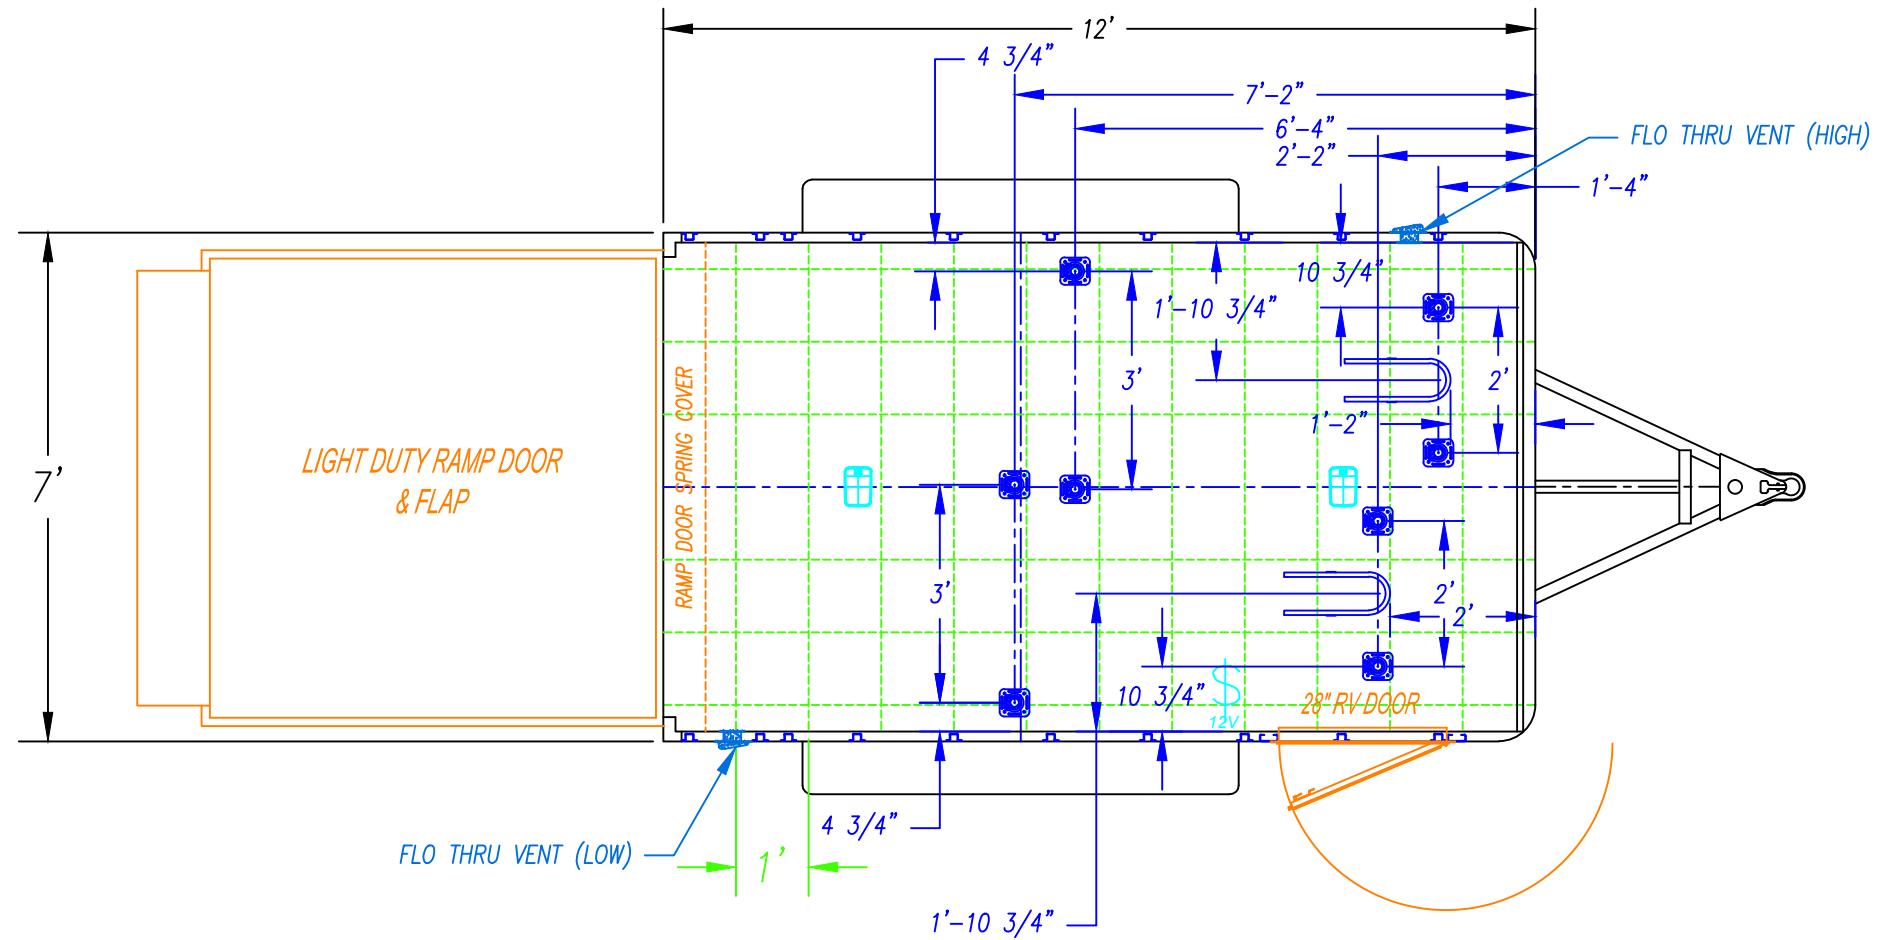 12'
4 3/4”
7'-2”
6'-4”
2'-2”
FLO THRU VENT (HIGH)
1'-4”
10 3/4”
1'-10 3/4”
3'
2'
1'-2”
7'
LIGHT DUTY RAMP DOOR
& FLAP
RAMP DOOR SPRING COVER
3'
2'
2'
10 3/4”
$
12V
28" RV DOOR
4 3/4”
FLO THRU VENT (LOW)
1'
1'-10 3/4”